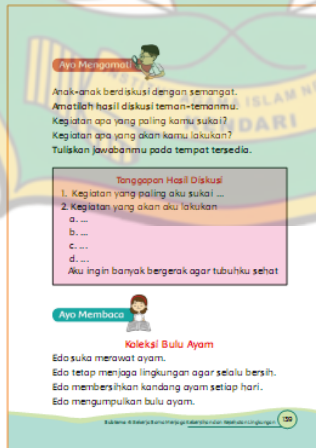 Ayo Mengamati
Anak-anak berdiskusi dengan semangat.
Amatilah hasil diskusi teman-temanmu.
Kegiatan apa yang paling kamu sukai?
Kegiatan apa yang akan kamu lakukan?
Tuliskan jawabanmu pada tempat tersedia.
ISLAM NE
KENDARI
Tanggapan Hasil Diskusi
1. Kegiatan yang paling aku sukai ...
2. Kegiatan yang akan aku lakukan
a. ...
b. ...
c. ...
d. ...
Aku ingin banyak bergerak agar tubuhku sehat
Ayo Membaca
Koleksi Bulu Ayam
Edo suka merawat ayam.
Edo tetap menjaga lingkungan agar selalu bersih.
Edo membersihkan kandang ayam setiap hari.
Edo mengumpulkan bulu ayam.